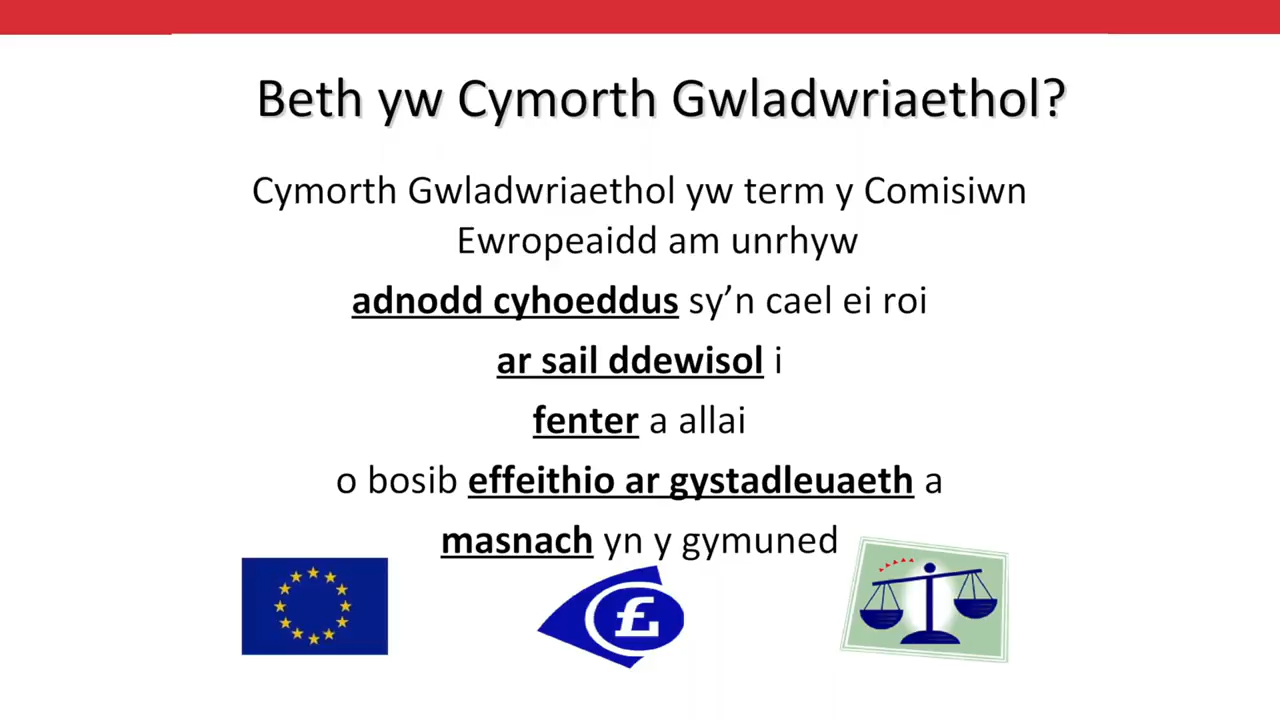 Beth yw Cymorth Gwladwriaethol?
Cymorth Gwladwriaethol yw term y Comisiwn
Ewropeaidd am unrhyw
adnodd cyhoeddus sy’n cael ei roi
ar sail ddewisol i
fenter a allai
o bosib effeithio ar gystadleuaeth a
masnach yn y gymuned
£